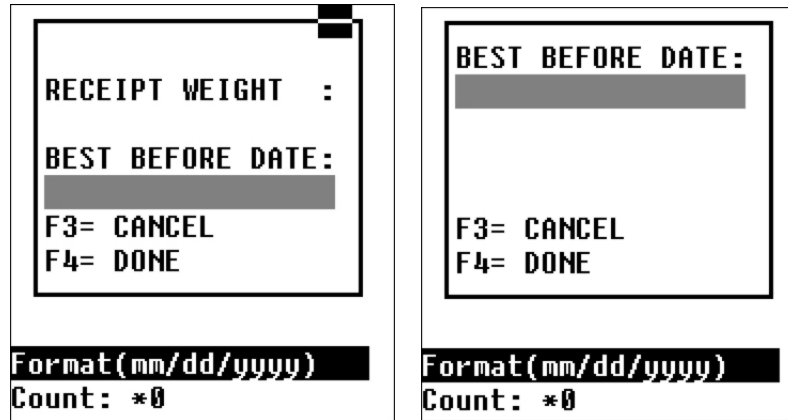 RECEIPT WEIGHT :
BEST BEFORE DATE:
F3= CANCEL
F4= DONE
Format(mm/dd/yyyy)
Count: *0
BEST BEFORE DATE:
F3= CANCEL
F4= DONE
Format(mm/dd/yyyy)
Count: *0